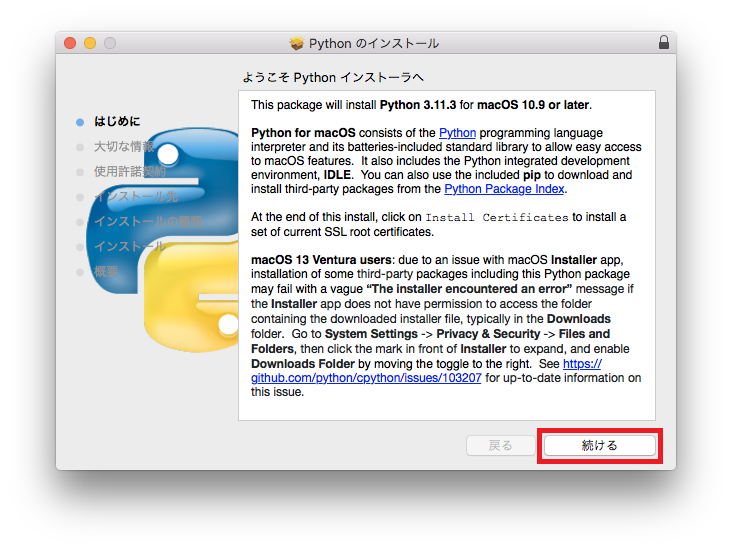 Python のインストール
ようこそ Python インストーラへ
はじめに
大切な情報
使用許諾契約
インストール先
インストールの種類
インストール
概要
This package will install Python 3.11.3 for macOS 10.9 or later.
Python for macOS consists of the Python programming language
interpreter and its batteries-included standard library to allow easy access
to macOS features. It also includes the Python integrated development
environment, IDLE. You can also use the included pip to download and
install third-party packages from the Python Package Index.
At the end of this install, click on Install Certificates to install a
set of current SSL root certificates.
macOS 13 Ventura users: due to an issue with macOS Installer app,
installation of some third-party packages including this Python package
may fail with a vague “The installer encountered an error” message if
the Installer app does not have permission to access the folder
containing the downloaded installer file, typically in the Downloads
folder. Go to System Settings -> Privacy & Security -> Files and
Folders, then click the mark in front of Installer to expand, and enable
Downloads Folder by moving the toggle to the right. See https://
github.com/python/cpython/issues/103207 for up-to-date information on
this issue.
戻る
続ける